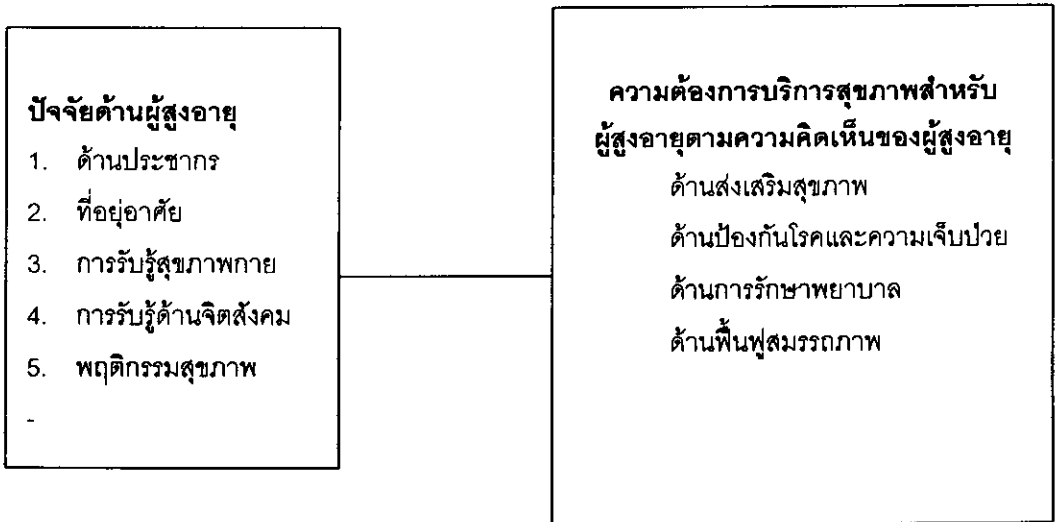 ปัจจัยด้านผู้สูงอายุ
1. ด้านประชากร
2. ที่อยู่อาศัย
3. การรับรู้สุขภาพกาย
4. การรับรู้ด้านจิตสังคม
5. พฤติกรรมสุขภาพ
-
ความต้องการบริการสุขภาพสำหรับ
ผู้สูงอายุตามความคิดเห็นของผู้สูงอายุ
ด้านส่งเสริมสุขภาพ
ด้านป้องกันโรคและความเจ็บป่วย
ด้านการรักษาพยาบาล
ด้านฟื้นฟูสมรรถภาพ